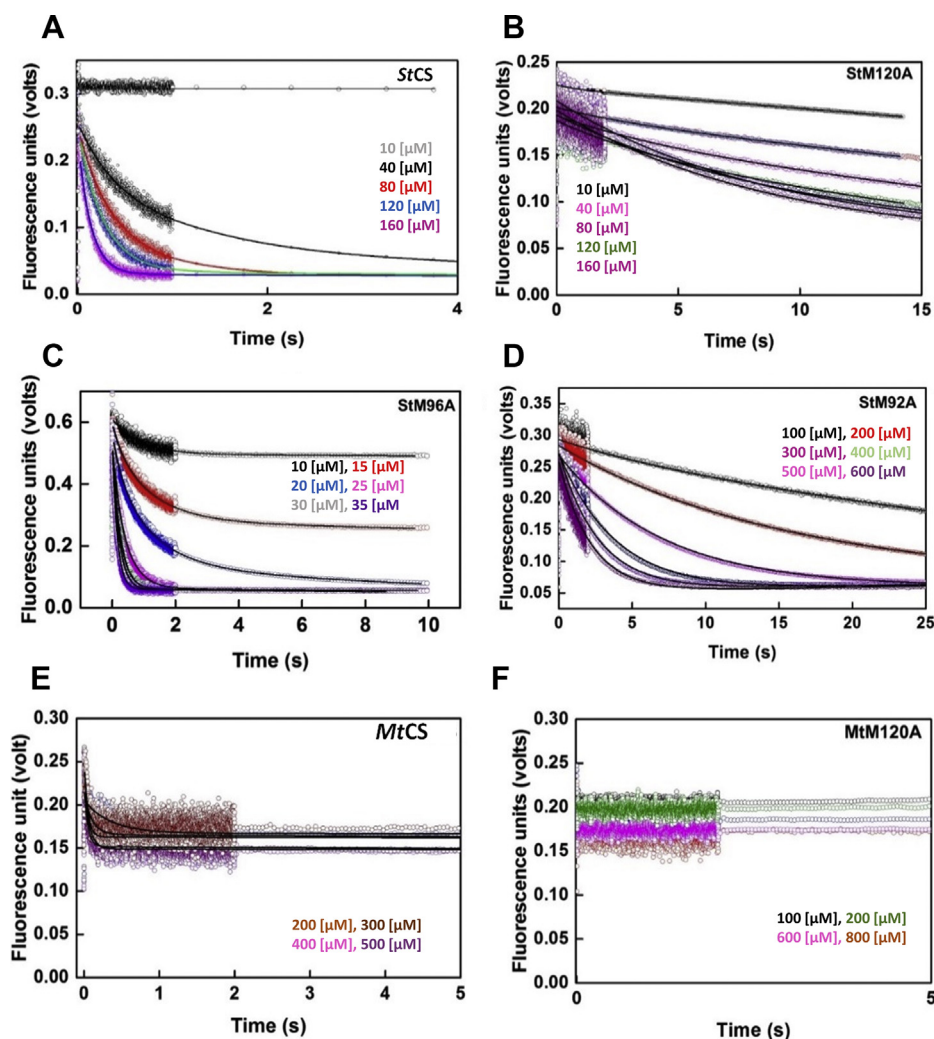 A
Fluorescence units (volts)
0.3
0.2
0.1
0.0
StCS
10 [µM]
40 [µM]
80 [µM]
120 [µM]
160 [µM]
0 2 4
Time (s)
B
Fluorescence units (volts)
0.25
0.20
0.15
0.10
0.05
0.00
StM120A
10 [µM]
40 [µM]
80 [µM]
120 [µM]
160 [µM]
0 5 10 15
Time (s)
C
Fluorescence units (volts)
0.6
0.4
0.2
0.0
StM96A
10 [µM], 15 [µM]
20 [µM], 25 [µM]
30 [µM], 35 [µM
0 2 4 6 8 10
Time (s)
D
Fluorescence units (volts)
0.35
0.30
0.25
0.20
0.15
0.10
0.05
StM92A
100 [µM], 200 [µM]
300 [µM], 400 [µM]
500 [µM], 600 [µM
0 5 10 15 20 25
Time (s)
E
Fluorescence unit (volt)
0.30
0.20
0.15
0.10
0.00
MtCS
200 [µM], 300 [µM]
400 [µM], 500 [µM]
0 1 2 3 4 5
Time (s)
F
Fluorescence units (volts)
0.30
0.20
0.15
0.10
0.00
MtM120A
100 [µM], 200 [µM]
600 [µM], 800 [µM]
0 5
Time (s)